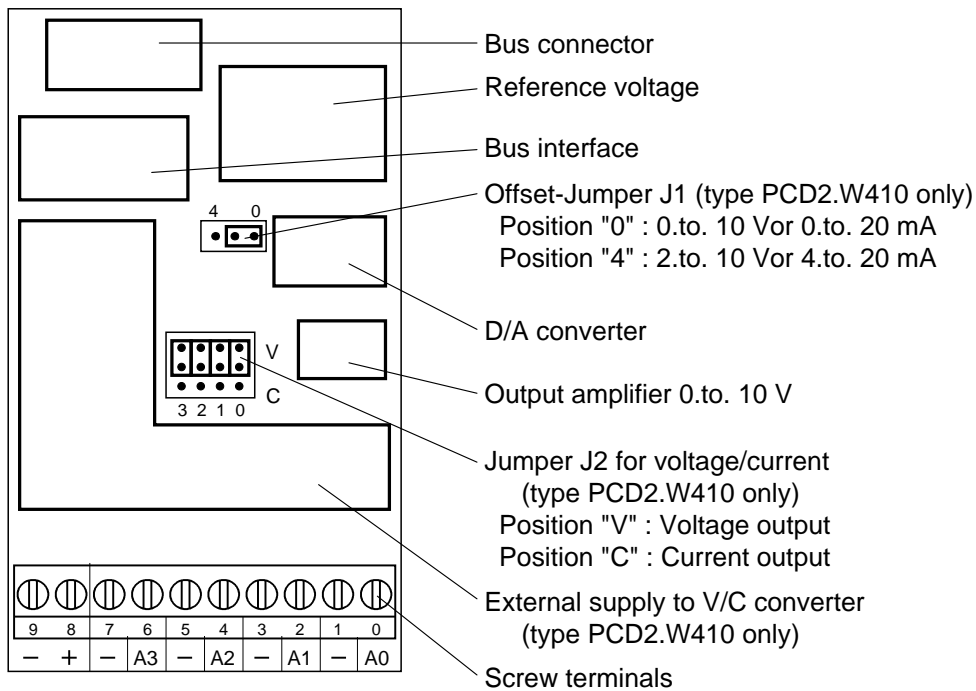 Bus connector
Reference voltage
Bus interface
Offset-Jumper J1 (type PCD2.W410 only)
Position "0" : 0.to. 10 Vor 0.to. 20 mA
Position "4" : 2.to. 10 Vor 4.to. 20 mA
4 0
D/A converter
V
C
3 2 1 0
Output amplifier 0.to. 10 V
Jumper J2 for voltage/current
(type PCD2.W410 only)
Position "V" : Voltage output
Position "C" : Current output
External supply to V/C converter
(type PCD2.W410 only)
Screw terminals
9 8 7 6 5 4 3 2 1 0
− + − A3 − A2 − A1 − A0